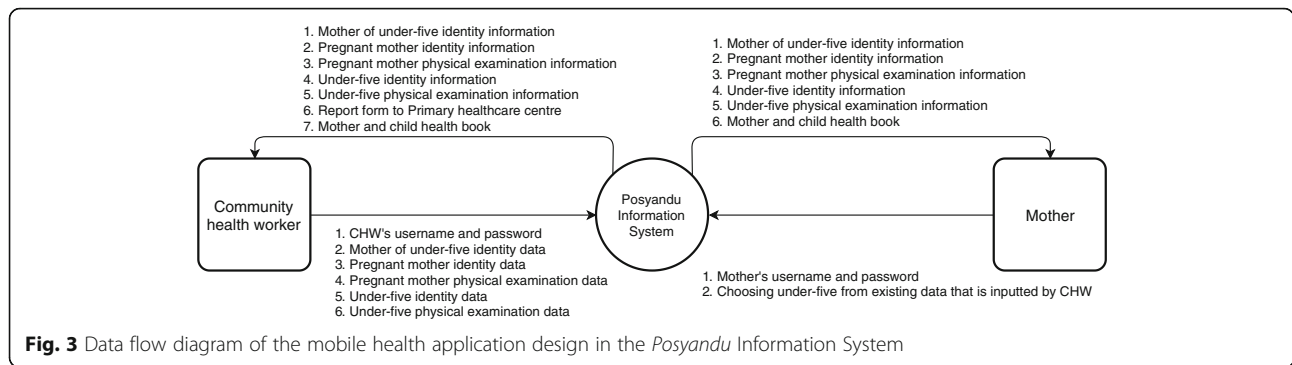 1. Mother of under-five identity information
2. Pregnant mother identity information
3. Pregnant mother physical examination information
4. Under-five identity information
5. Under-five physical examination information
6. Report form to Primary healthcare centre
7. Mother and child health book
1. Mother of under-five identity information
2. Pregnant mother identity information
3. Pregnant mother physical examination information
4. Under-five identity information
5. Under-five physical examination information
6. Mother and child health book
Community
health worker
Posyandu
Information
System
Mother
1. CHW's username and password
2. Mother of under-five identity data
3. Pregnant mother identity data
4. Pregnant mother physical examination data
5. Under-five identity data
6. Under-five physical examination data
1. Mother's username and password
2. Choosing under-five from existing data that is inputted by CHW
Fig. 3 Data flow diagram of the mobile health application design in the Posyandu Information System